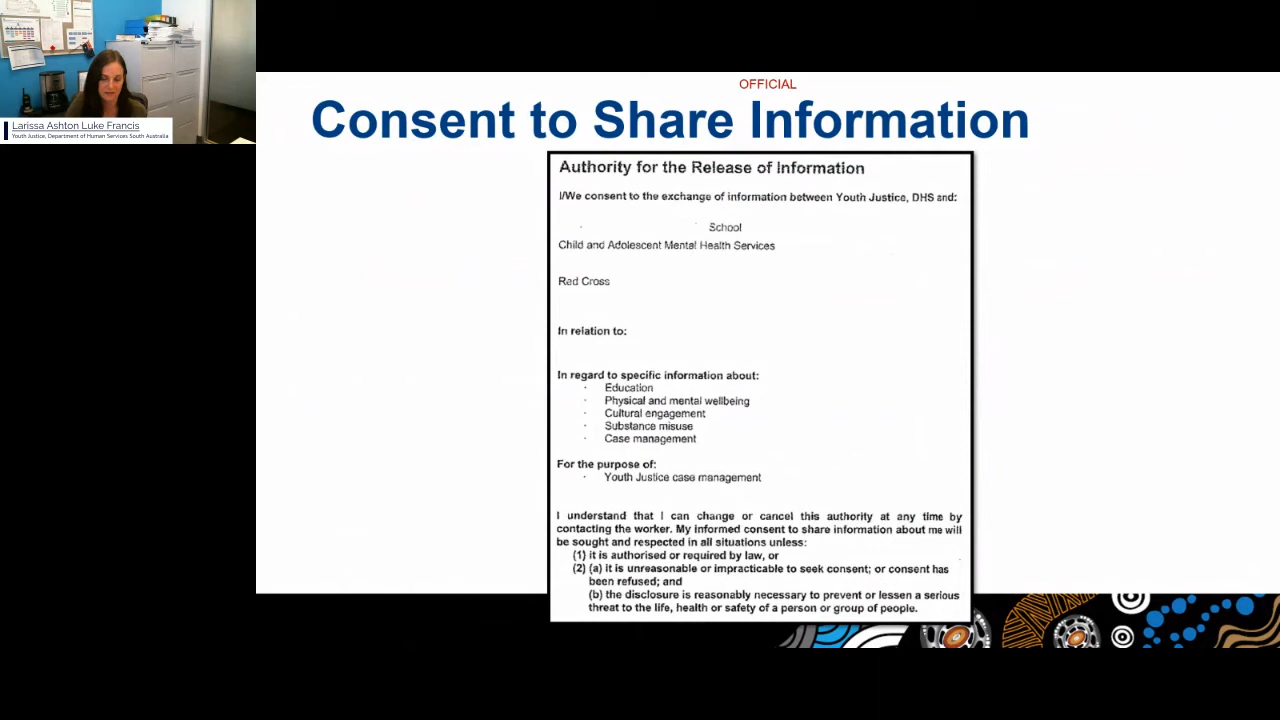 Larissa Ashton Luke Francis
Youth Justice, Department of Human Services South Australia
OFFICIAL
Consent to Share Information
Authority for the Release of Information
I/We consent to the exchange of information between Youth Justice, DHS and:
School
Child and Adolescent Mental Health Services
Red Cross
In relation to:
In regard to specific information about:
· Education
· Physical and mental wellbeing
· Cultural engagement
· Substance misuse
· Case management
For the purpose of:
· Youth Justice case management
I understand that I can change or cancel this authority at any time by
contacting the worker. My informed consent to share information about me will
be sought and respected in all situations unless:
(1) it is authorised or required by law, or
(2) (a) it is unreasonable or impracticable to seek consent; or consent has
been refused; and
(b) the disclosure is reasonably necessary to prevent or lessen a serious
threat to the life, health or safety of a person or group of people.